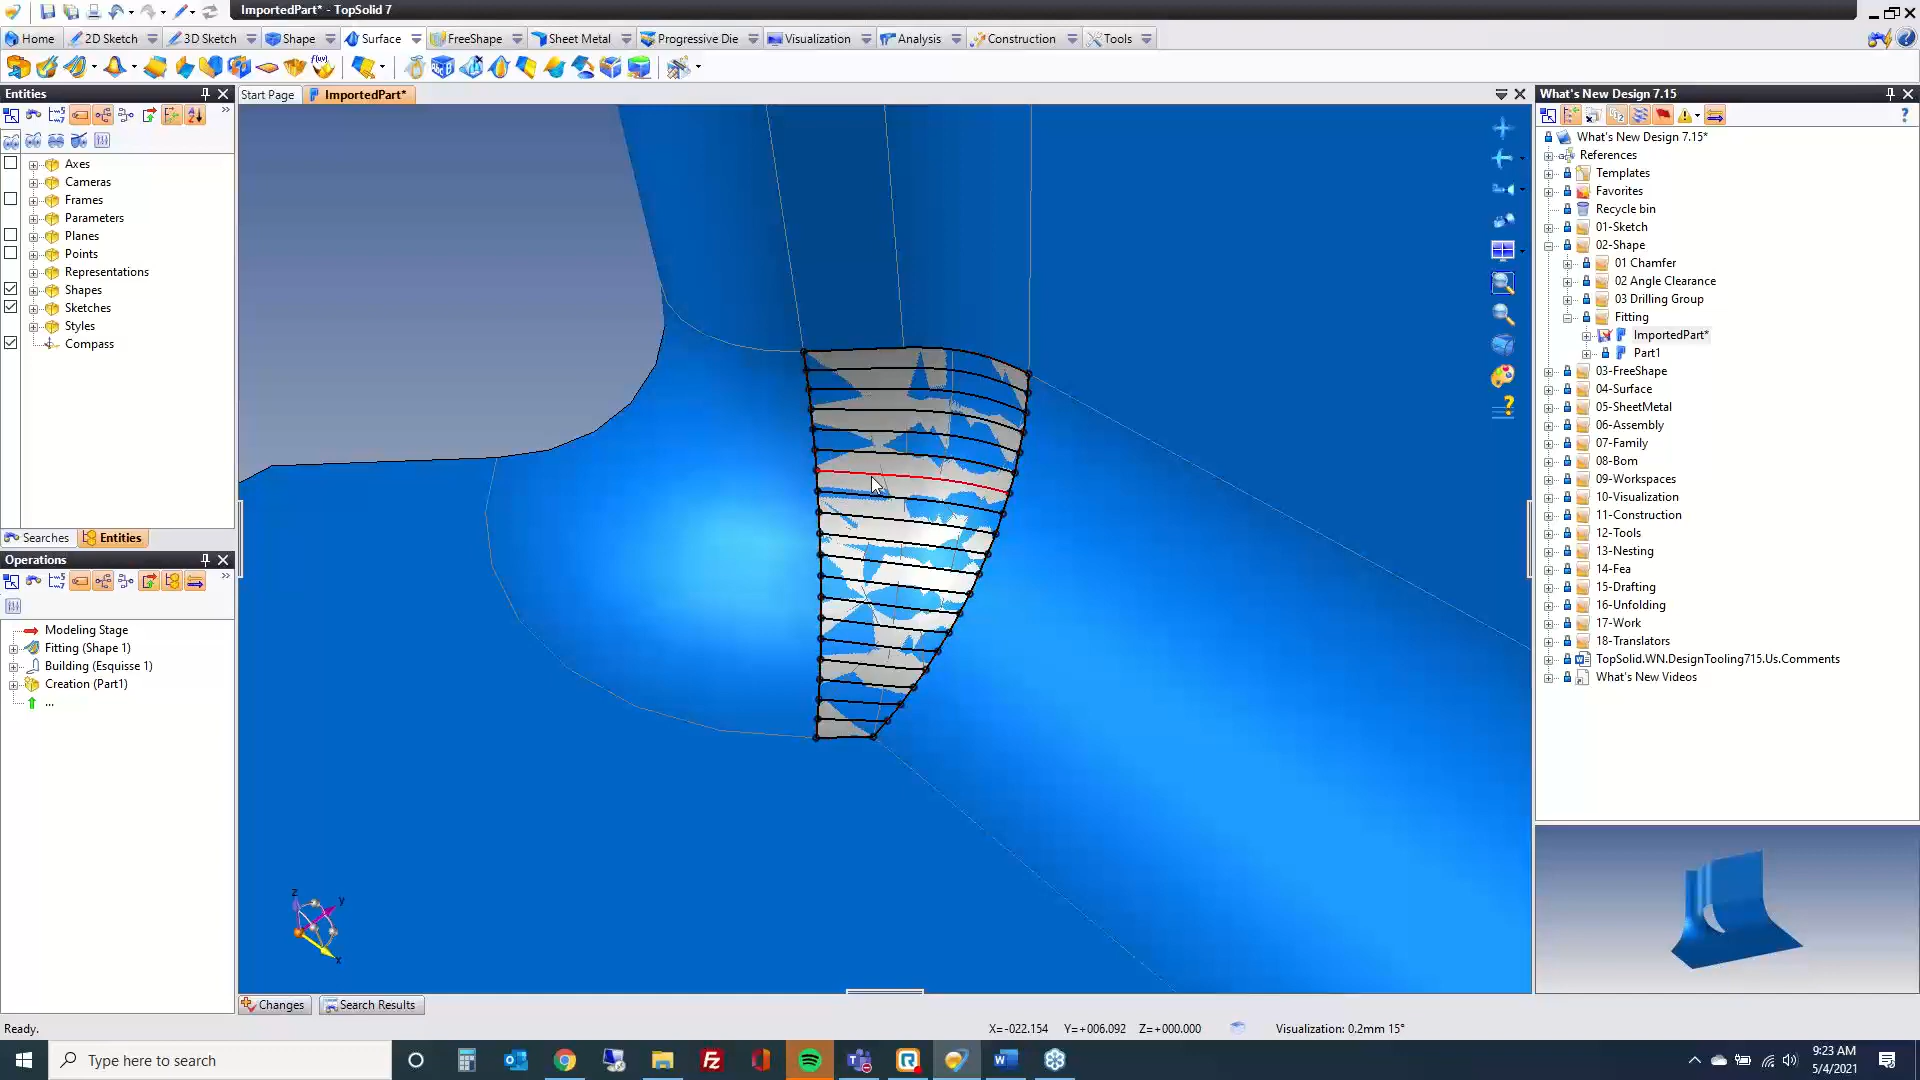 ImportedPart* - TopSolid 7
Home 2D Sketch 3D Sketch Shape Surface FreeShape Sheet Metal Progressive Die Visualization Analysis Construction Tools
Entities
Start Page ImportedPart*
What's New Design 7.15
Axes
Cameras
Frames
Parameters
Planes
Points
Representations
Shapes
Sketches
Styles
Compass
Searches Entities
Operations
Modeling Stage
Fitting (Shape 1)
Building (Esquisse 1)
Creation (Part1)
...
z
y
x
What's New Design 7.15*
References
Templates
Favorites
Recycle bin
01-Sketch
02-Shape
01 Chamfer
02 Angle Clearance
03 Drilling Group
Fitting
ImportedPart*
Part1
03-FreeShape
04-Surface
05-SheetMetal
06-Assembly
07-Family
08-Bom
09-Workspaces
10-Visualization
11-Construction
12-Tools
13-Nesting
14-Fea
15-Drafting
16-Unfolding
17-Work
18-Translators
TopSolid.WN.DesignTooling715.Us.Comments
What's New Videos
Changes Search Results
Ready.
X=-022.154 Y=+006.092 Z=+000.000 Visualization: 0.2mm 15°
Type here to search
9:23 AM
5/4/2021